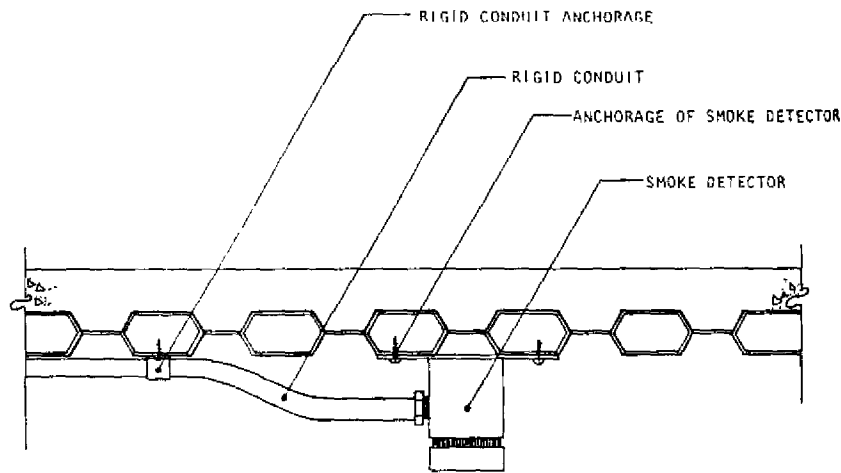 RIGID CONDUIT ANCHORAGE
RIGID CONDUIT
ANCHORAGE OF SMOKE DETECTOR
SMOKE DETECTOR